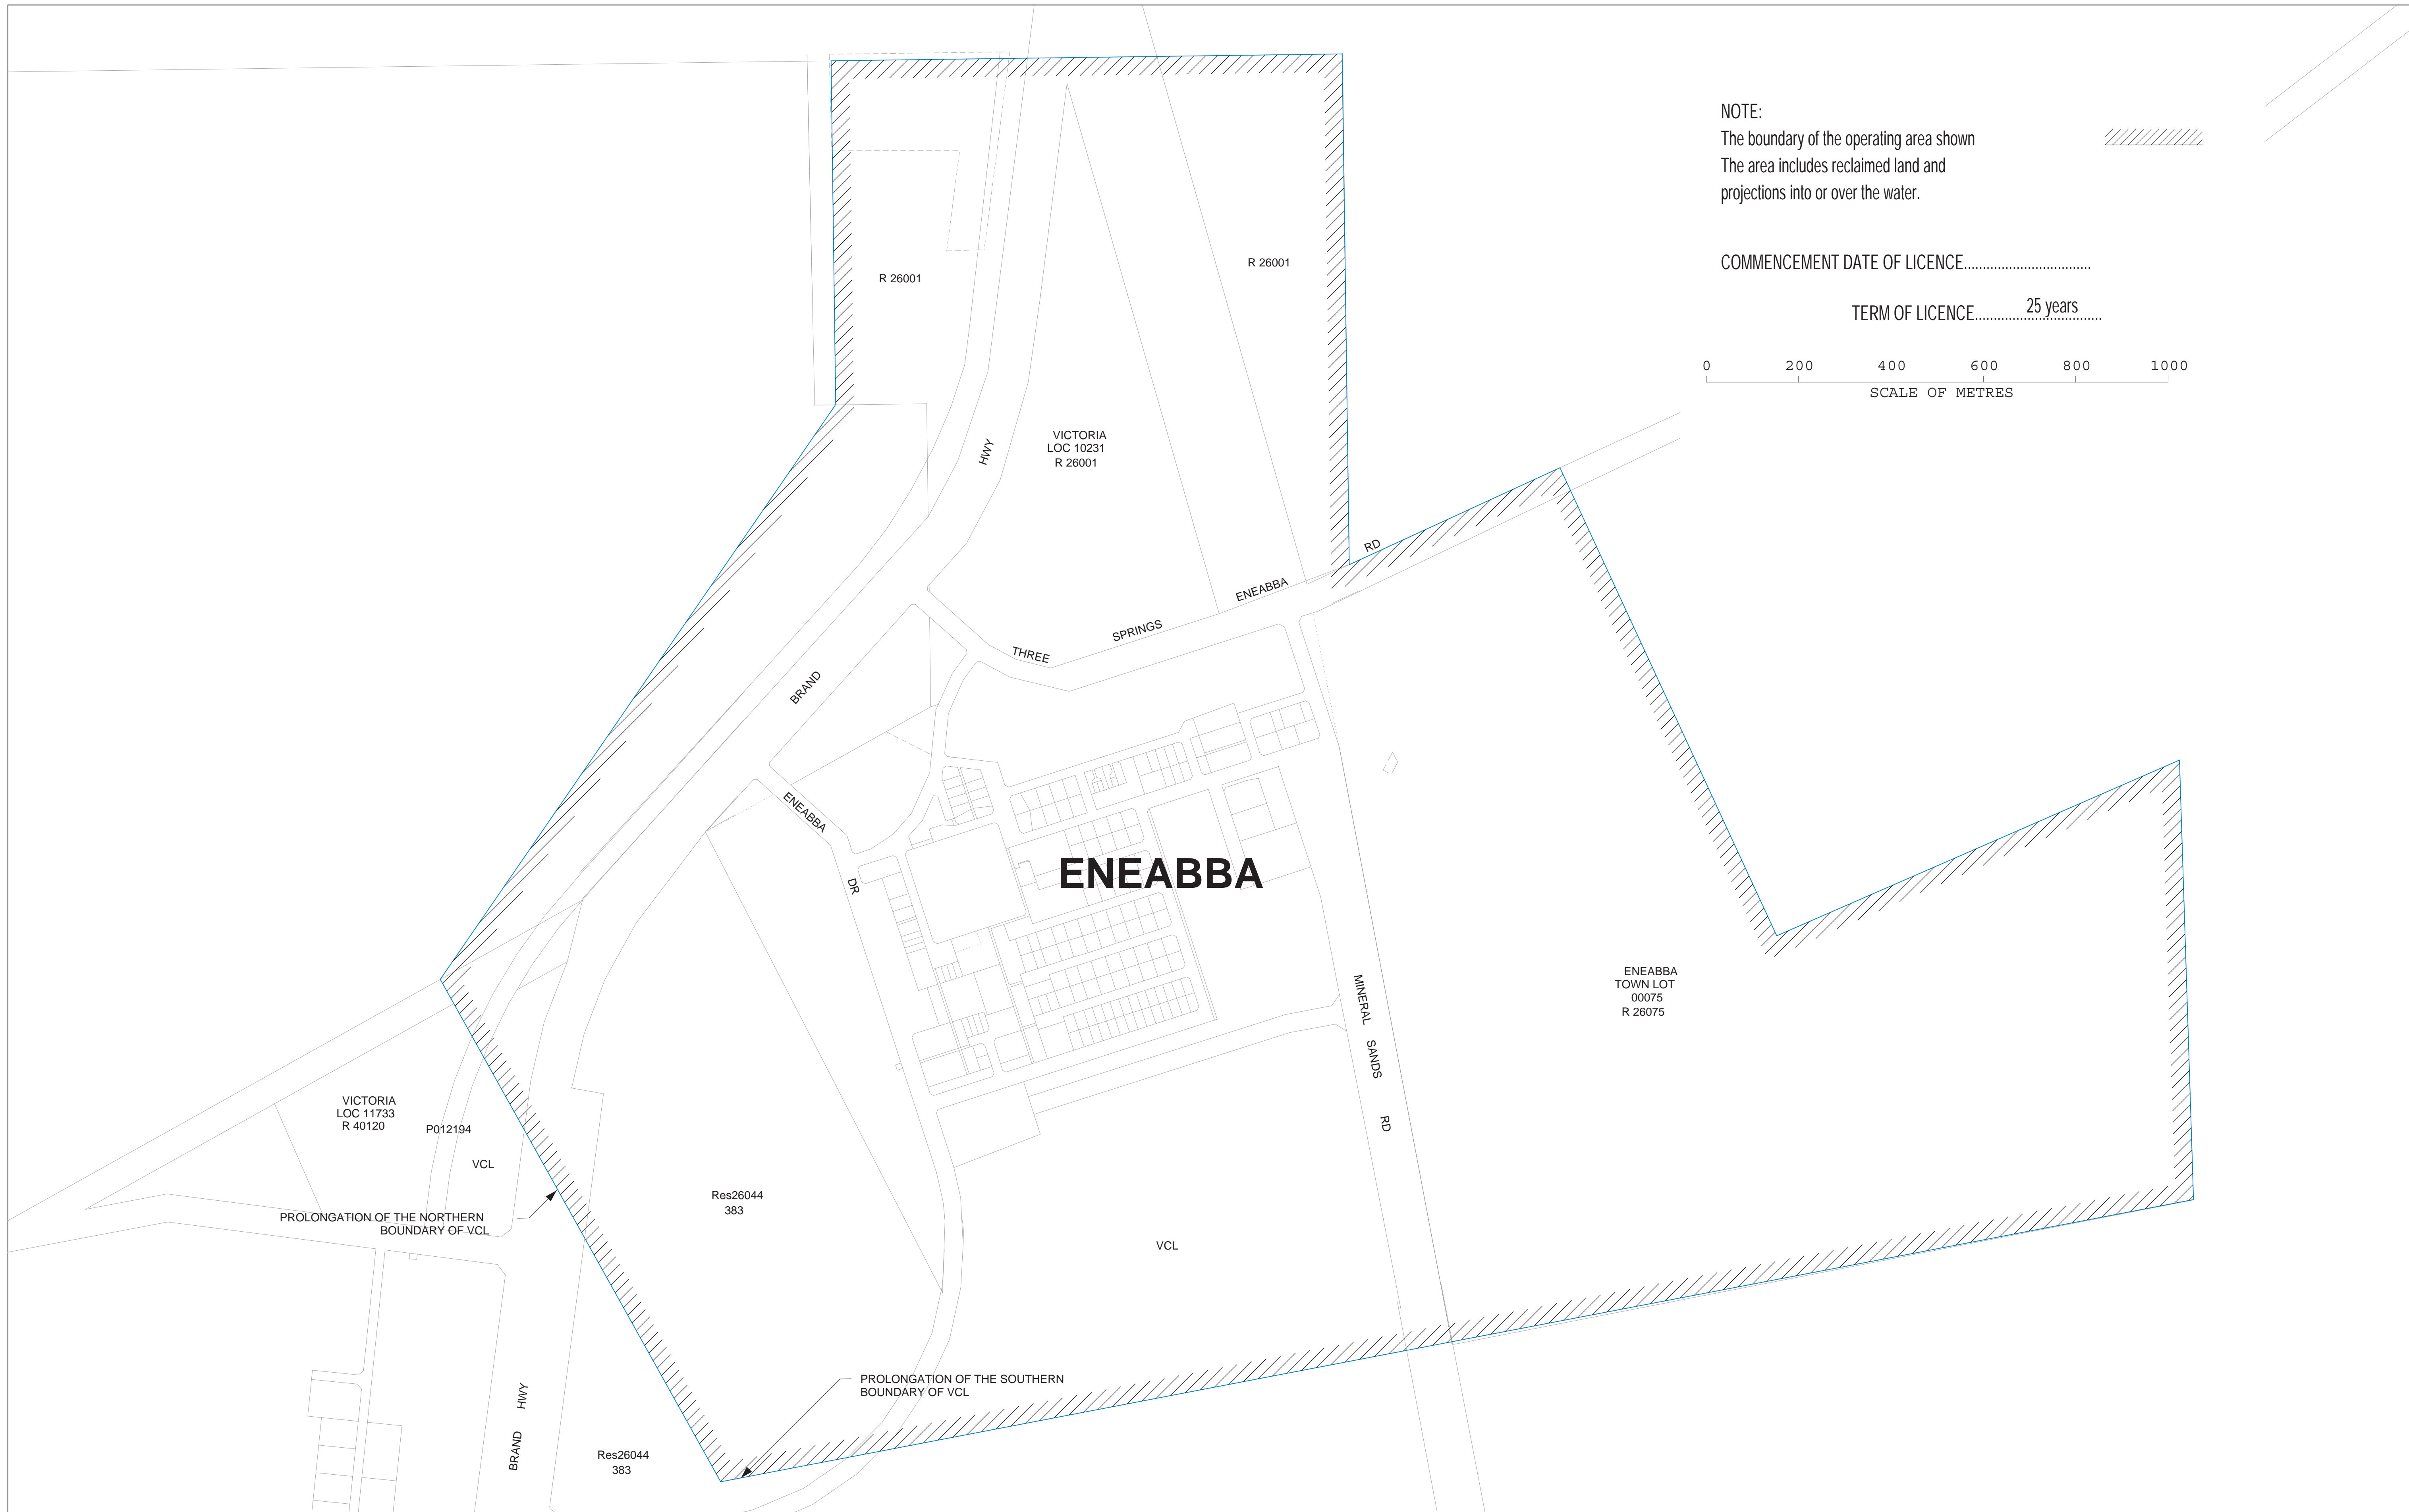 NOTE:
The boundary of the operating area shown
The area includes reclaimed land and
projections into or over the water.
COMMENCEMENT DATE OF LICENCE..................................
TERM OF LICENCE..................................
25 years
0 200 400 600 800 1000
SCALE OF METRES
R 26001
R 26001
VICTORIA
LOC 10231
R 26001
HWY
BRAND
THREE
SPRINGS
ENEABBA
RD
ENEABBA
DR
ENEABBA
MINERAL
SANDS
RD
ENEABBA
TOWN LOT
00075
R 26075
VICTORIA
LOC 11733
R 40120
P012194
VCL
PROLONGATION OF THE NORTHERN
BOUNDARY OF VCL
Res26044
383
VCL
PROLONGATION OF THE SOUTHERN
BOUNDARY OF VCL
HWY
BRAND
Res26044
383